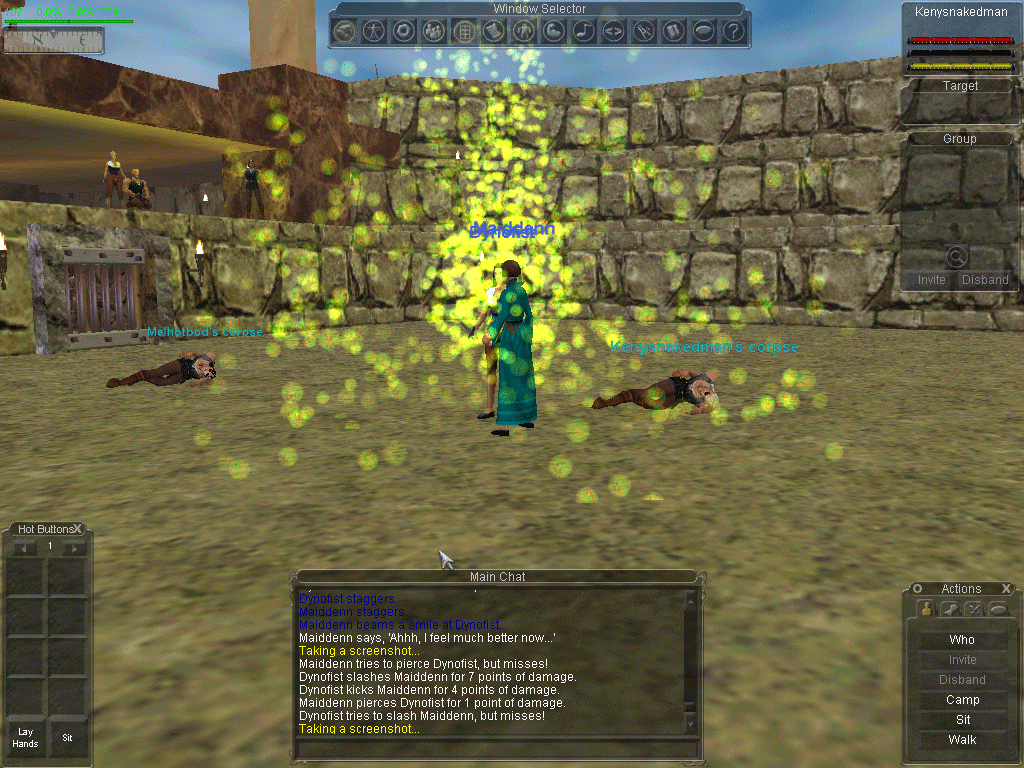 Window Selector
Kenysnakedman
Target
Group
Invite Disband
Maiddenn
Dynofist
Melhotbod's corpse
Kenysnakedman's corpse
Hot Buttons X
1
Lay Hands
Sit
Main Chat
Dynofist staggers.
Maiddenn staggers.
Maiddenn beams a smile at Dynofist.
Maiddenn says, 'Ahhh, I feel much better now...'
Taking a screenshot...
Maiddenn tries to pierce Dynofist, but misses!
Dynofist slashes Maiddenn for 7 points of damage.
Dynofist kicks Maiddenn for 4 points of damage.
Maiddenn pierces Dynofist for 1 point of damage.
Dynofist tries to slash Maiddenn, but misses!
Taking a screenshot...
Actions X
Who
Invite
Disband
Camp
Sit
Walk